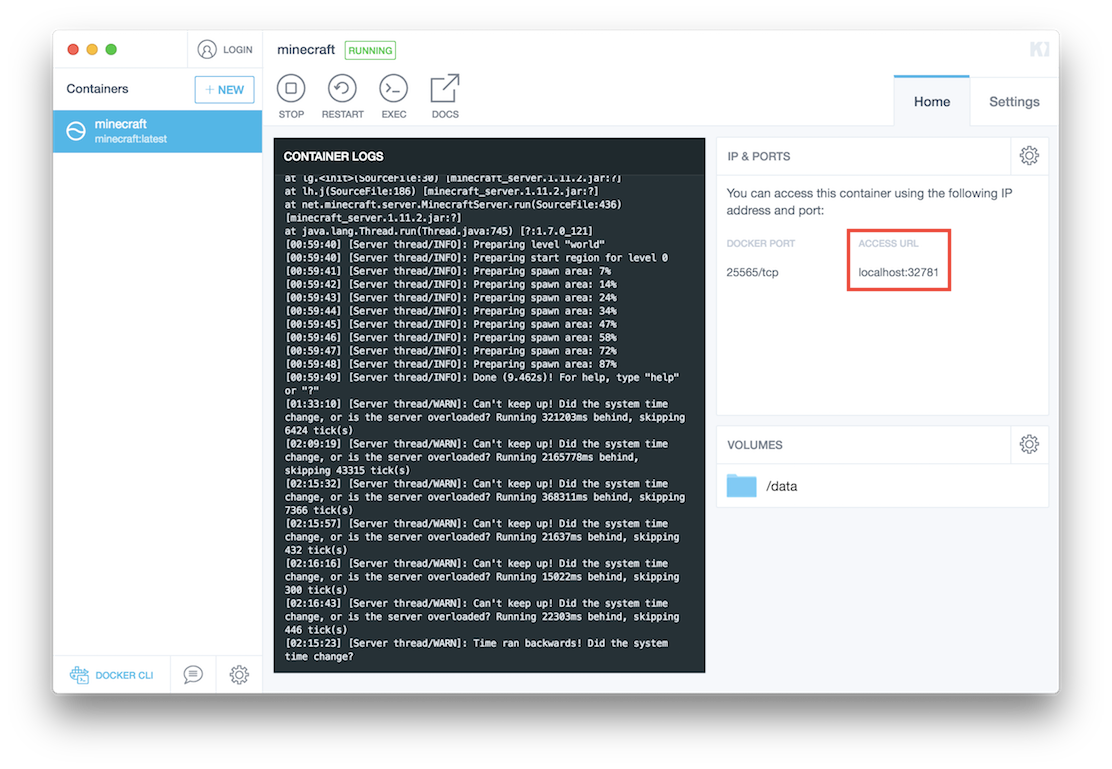 LOGIN
minecraft RUNNING
Containers
+ NEW
STOP RESTART EXEC DOCS
Home Settings
minecraft
minecraft:latest
CONTAINER LOGS
at lg.<init>(SourceFile:30) [minecraft_server.1.11.2.jar:?]
at lh.j(SourceFile:186) [minecraft_server.1.11.2.jar:?]
at net.minecraft.server.MinecraftServer.run(SourceFile:436)
[minecraft_server.1.11.2.jar:?]
at java.lang.Thread.run(Thread.java:745) [?:1.7.0_121]
[00:59:40] [Server thread/INFO]: Preparing level "world"
[00:59:40] [Server thread/INFO]: Preparing start region for level 0
[00:59:41] [Server thread/INFO]: Preparing spawn area: 7%
[00:59:42] [Server thread/INFO]: Preparing spawn area: 14%
[00:59:43] [Server thread/INFO]: Preparing spawn area: 24%
[00:59:44] [Server thread/INFO]: Preparing spawn area: 34%
[00:59:45] [Server thread/INFO]: Preparing spawn area: 47%
[00:59:46] [Server thread/INFO]: Preparing spawn area: 58%
[00:59:47] [Server thread/INFO]: Preparing spawn area: 72%
[00:59:48] [Server thread/INFO]: Preparing spawn area: 87%
[00:59:49] [Server thread/INFO]: Done (9.462s)! For help, type "help"
or "?"
[01:33:10] [Server thread/WARN]: Can't keep up! Did the system time
change, or is the server overloaded? Running 321203ms behind, skipping
6424 tick(s)
[02:09:19] [Server thread/WARN]: Can't keep up! Did the system time
change, or is the server overloaded? Running 2165778ms behind,
skipping 43315 tick(s)
[02:15:32] [Server thread/WARN]: Can't keep up! Did the system time
change, or is the server overloaded? Running 368311ms behind, skipping
7366 tick(s)
[02:15:57] [Server thread/WARN]: Can't keep up! Did the system time
change, or is the server overloaded? Running 21637ms behind, skipping
432 tick(s)
[02:16:16] [Server thread/WARN]: Can't keep up! Did the system time
change, or is the server overloaded? Running 15022ms behind, skipping
300 tick(s)
[02:16:43] [Server thread/WARN]: Can't keep up! Did the system time
change, or is the server overloaded? Running 22303ms behind, skipping
446 tick(s)
[02:15:23] [Server thread/WARN]: Time ran backwards! Did the system
time change?
IP & PORTS
You can access this container using the following IP
address and port:
DOCKER PORT ACCESS URL
25565/tcp localhost:32781
VOLUMES
/data
DOCKER CLI